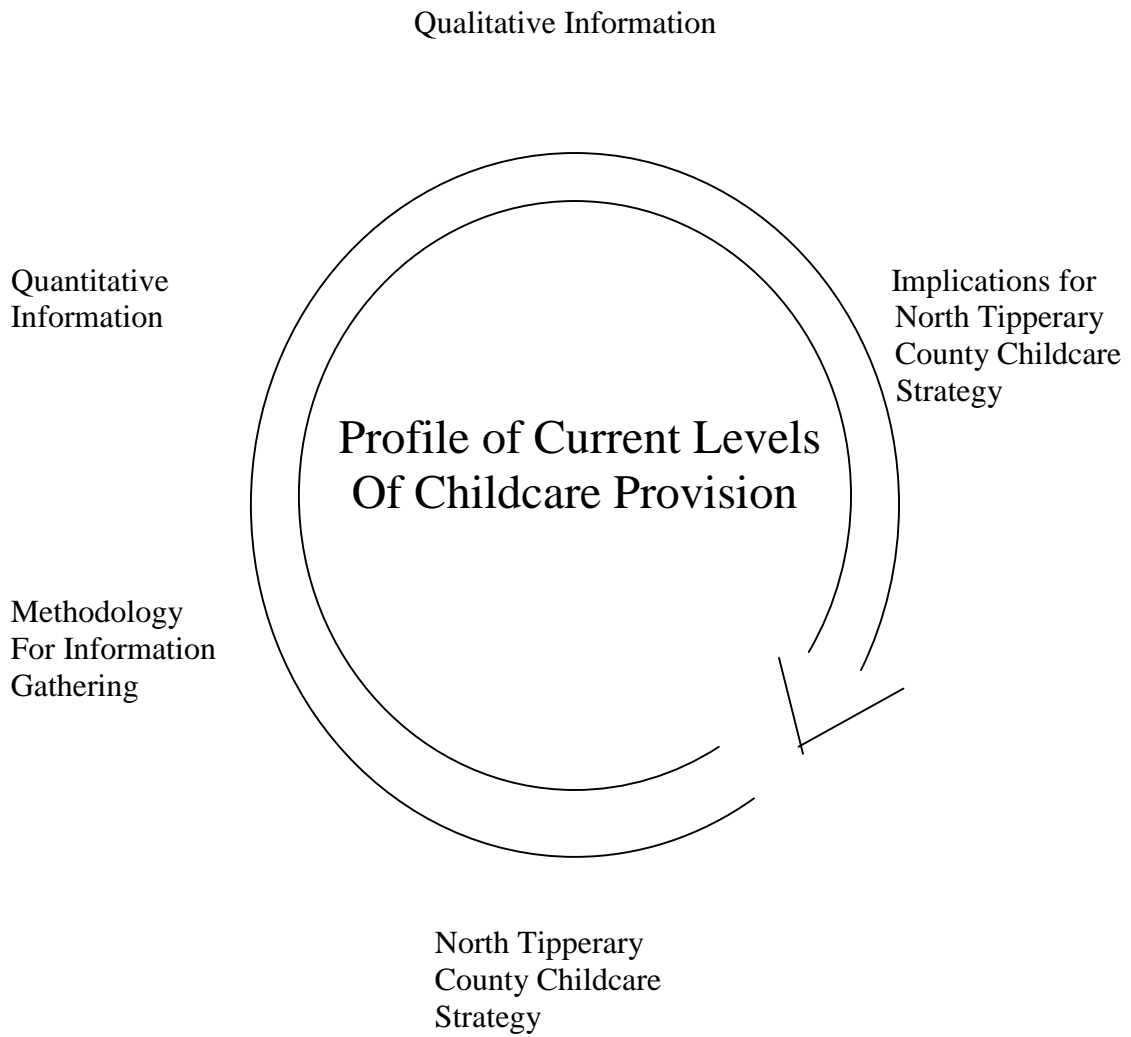 Qualitative Information
Quantitative
Information
Implications for
North Tipperary
County Childcare
Strategy
Profile of Current Levels
Of Childcare Provision
Methodology
For Information
Gathering
North Tipperary
County Childcare
Strategy